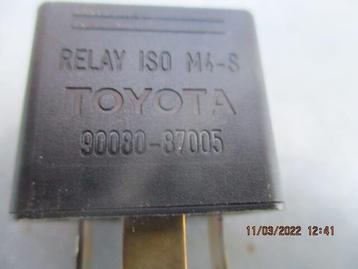 RELAY ISO M4-S
TOYOTA
90080-87005
11/03/2022 12:41